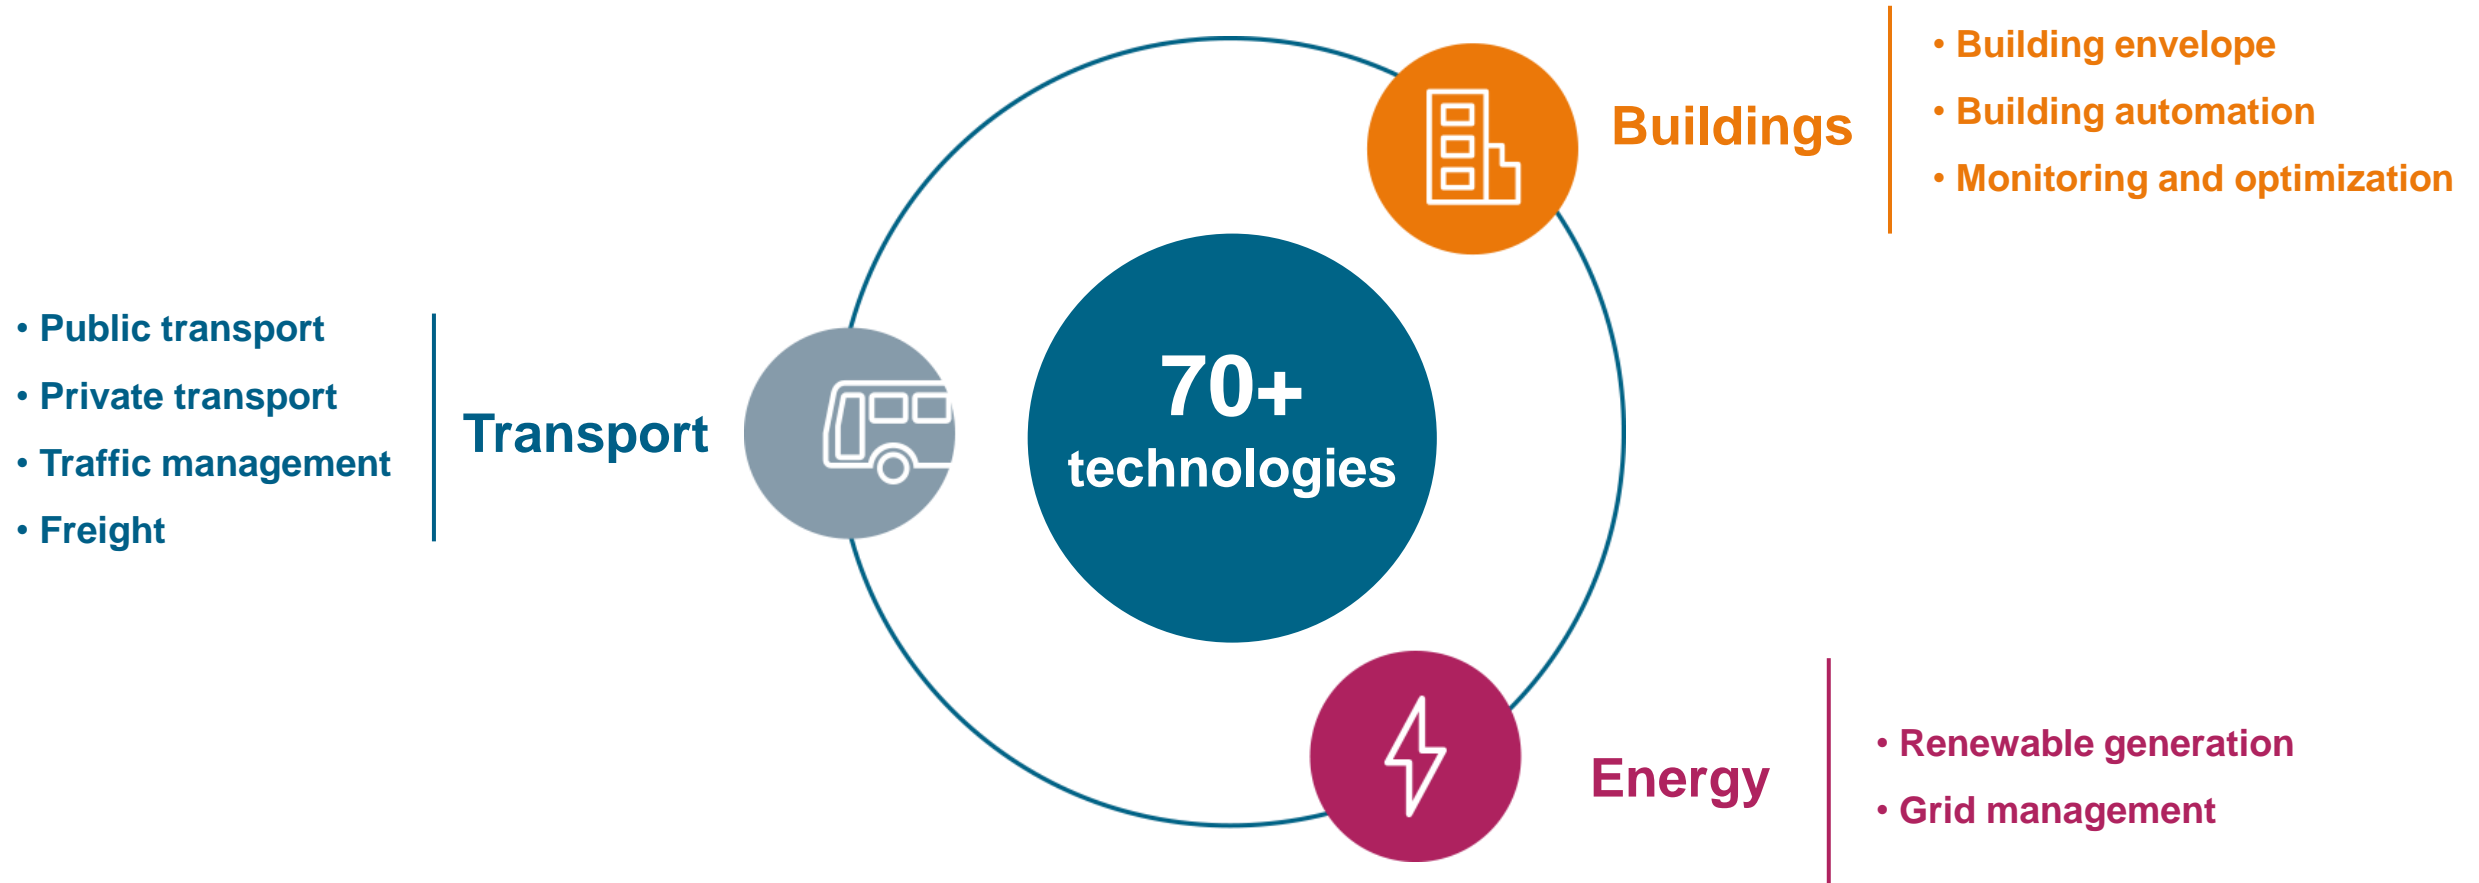 • Building envelope
Buildings
• Building automation
• Monitoring and optimization
• Public transport
• Private transport
Transport
• Traffic management
• Freight
70+
technologies
Energy
• Renewable generation
• Grid management